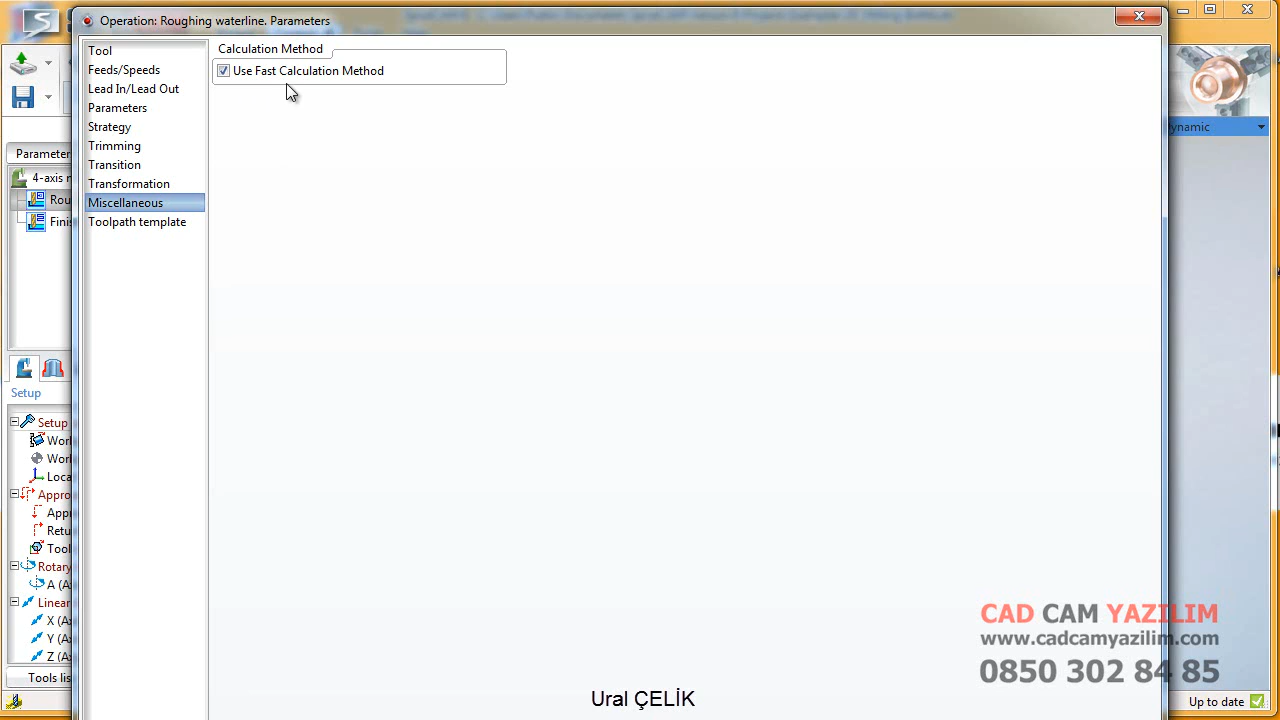 Operation: Roughing waterline. Parameters
Tool
Feeds/Speeds
Lead In/Lead Out
Parameters
Strategy
Trimming
Transition
Transformation
Miscellaneous
Toolpath template
Calculation Method
Use Fast Calculation Method
ynamic
Parameter
4-axis
Rou
Finis
Setup
Setup
Work
Work
Loca
Appro
Appr
Retu
Tool
Rotary
A (A
Linear
X (A
Y (A
Z (A
Tools lis
CAD CAM YAZILIM
www.cadcamyazilim.com
0850 302 84 85
Ural ÇELİK
Up to date